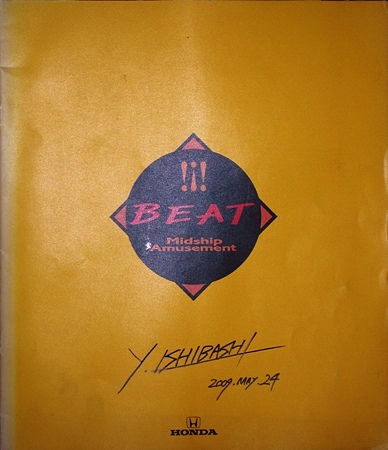 ¡i¡
BEAT
Midship
Amusement
Y. ISHIBASHI
2009. MAY. 24
HONDA